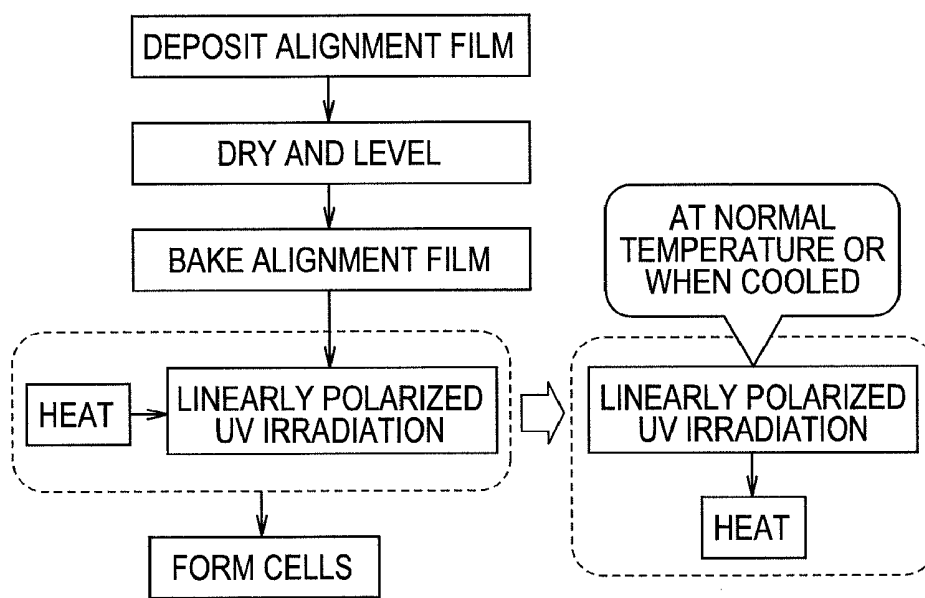 DEPOSIT ALIGNMENT FILM
DRY AND LEVEL
BAKE ALIGNMENT FILM
HEAT
LINEARLY POLARIZED
UV IRRADIATION
FORM CELLS
AT NORMAL
TEMPERATURE OR
WHEN COOLED
LINEARLY POLARIZED
UV IRRADIATION
HEAT